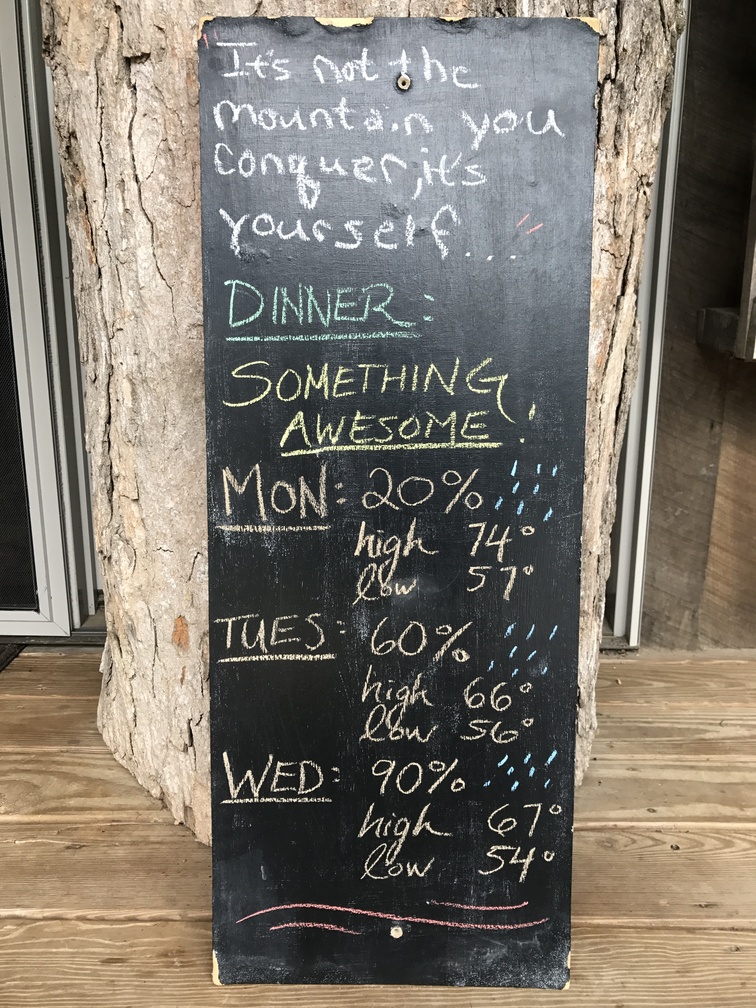 "It's not the
mountain you
conquer, it's
yourself..."
DINNER:
SOMETHING
AWESOME!
MON: 20%
high 74°
low 57°
TUES: 60%
high 66°
low 56°
WED: 90%
high 67°
low 54°